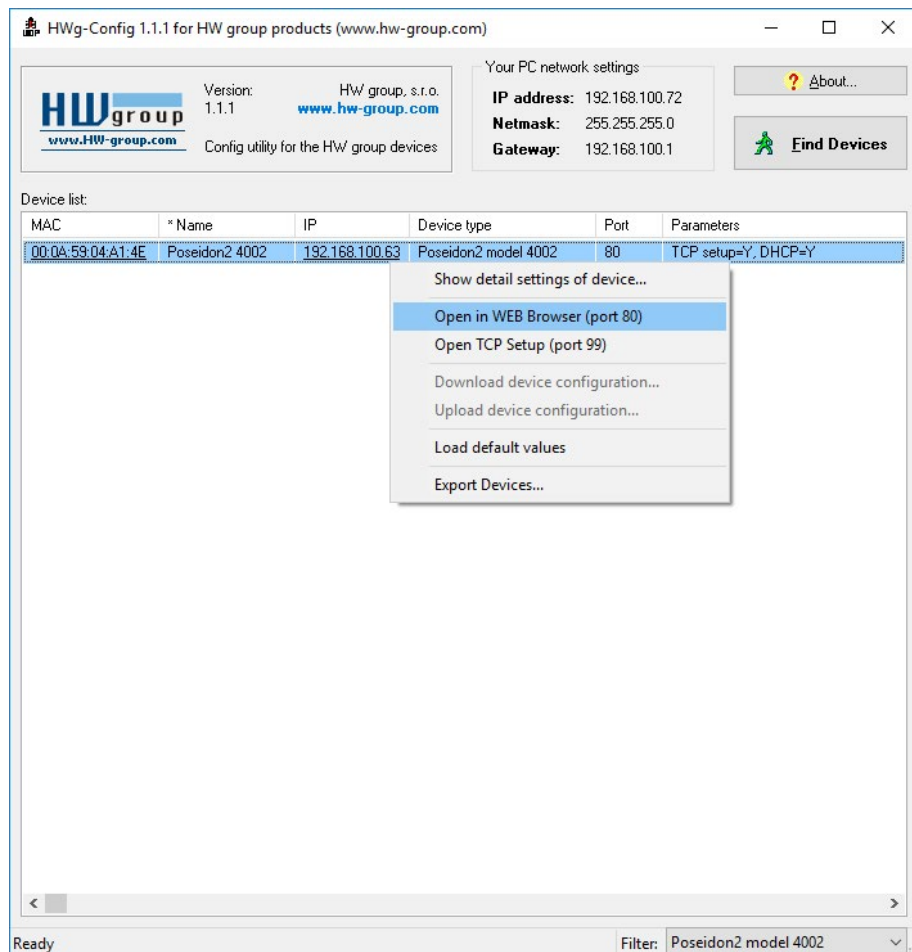 HWg-Config 1.1.1 for HW group products (www.hw-group.com)
HWgroup
www.HW-group.com
Version:
1.1.1
HW group, s.r.o.
www.hw-group.com
Config utility for the HW group devices
Your PC network settings
IP address: 192.168.100.72
Netmask: 255.255.255.0
Gateway: 192.168.100.1
About...
Find Devices
Device list:
MAC * Name IP Device type Port Parameters
00:0A:59:04:A1:4E Poseidon2 4002 192.168.100.63 Poseidon2 model 4002 80 TCP setup=Y, DHCP=Y
Show detail settings of device...
Open in WEB Browser (port 80)
Open TCP Setup (port 99)
Download device configuration...
Upload device configuration...
Load default values
Export Devices...
Ready
Filter: Poseidon2 model 4002